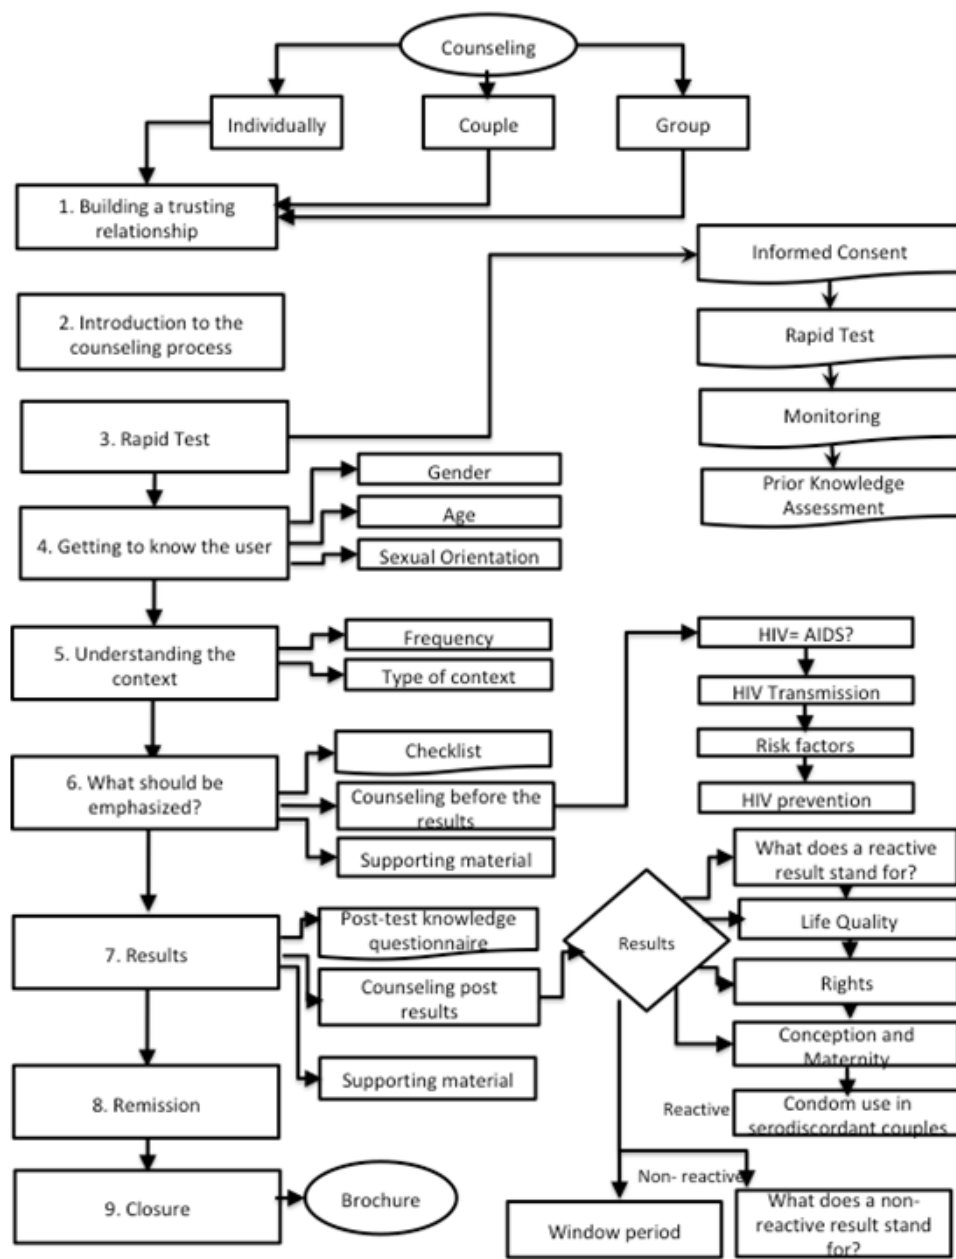 Counseling
Individually
Couple
Group
1. Building a trusting
relationship
Informed Consent
2. Introduction to the
counseling process
Rapid Test
3. Rapid Test
Monitoring
Gender
Prior Knowledge
Assessment
4. Getting to know the user
Age
Sexual Orientation
5. Understanding the
context
Frequency
Type of context
HIV= AIDS?
HIV Transmission
Risk factors
HIV prevention
6. What should be
emphasized?
Checklist
Counseling before the
results
Supporting material
What does a reactive
result stand for?
7. Results
Post-test knowledge
questionnaire
Counseling post
results
Supporting material
Results
Life Quality
Rights
Conception and
Maternity
Reactive
Condom use in
serodiscordant couples
8. Remission
9. Closure
Brochure
Non- reactive
Window period
What does a non-
reactive result stand
for?